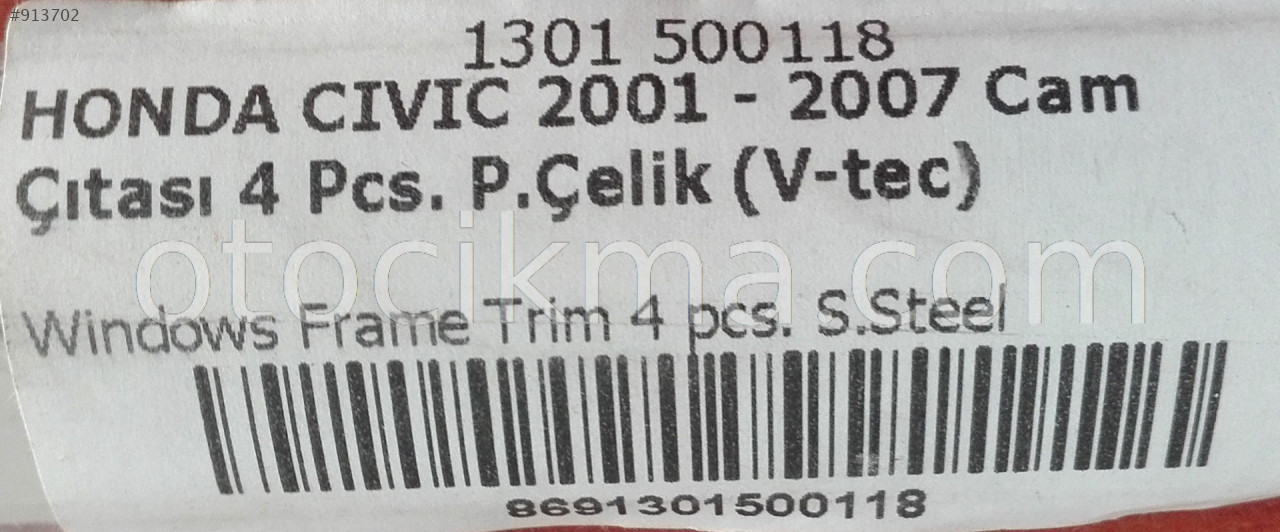 #913702
1301 500118
HONDA CIVIC 2001 - 2007 Cam
Çıtası 4 Pcs. P.Çelik (V-tec)
otocikma.com
Windows Frame Trim 4 pcs. S.Steel
8691301500118